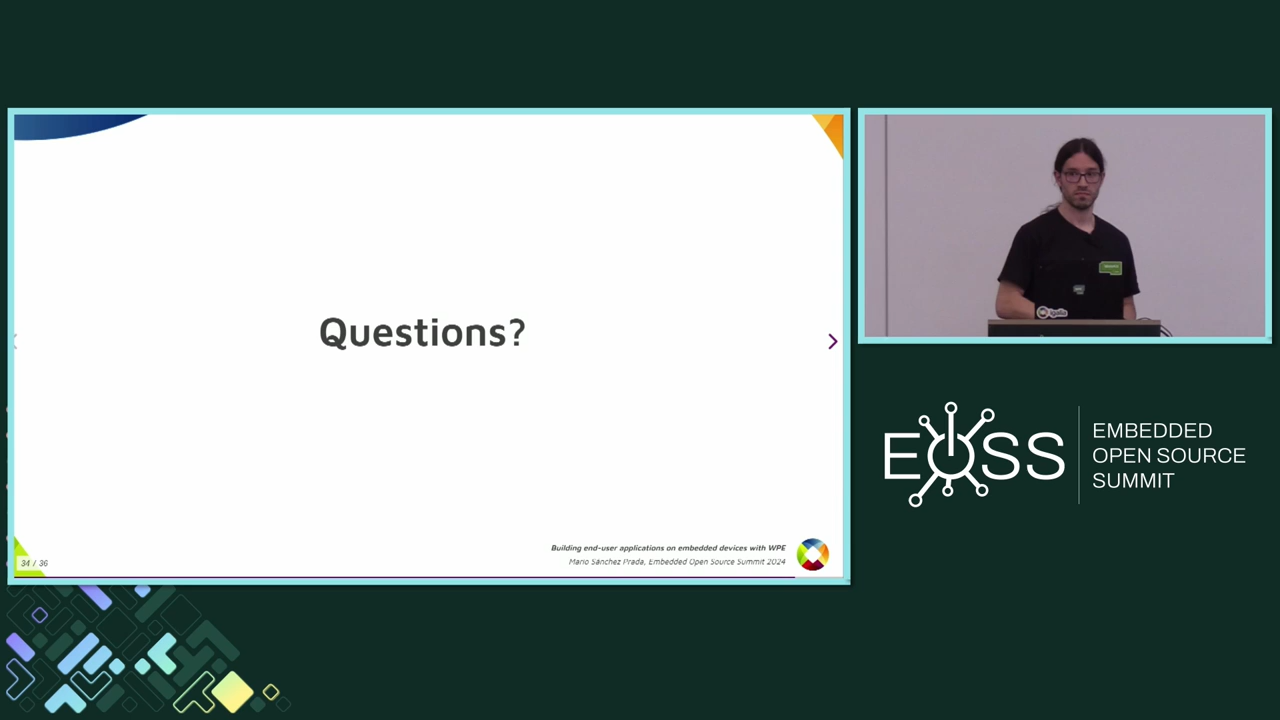 Questions?
34 / 36
Building end-user applications on embedded devices with WPE
Mario Sánchez Prada, Embedded Open Source Summit 2024
EOSS
EMBEDDED
OPEN SOURCE
SUMMIT